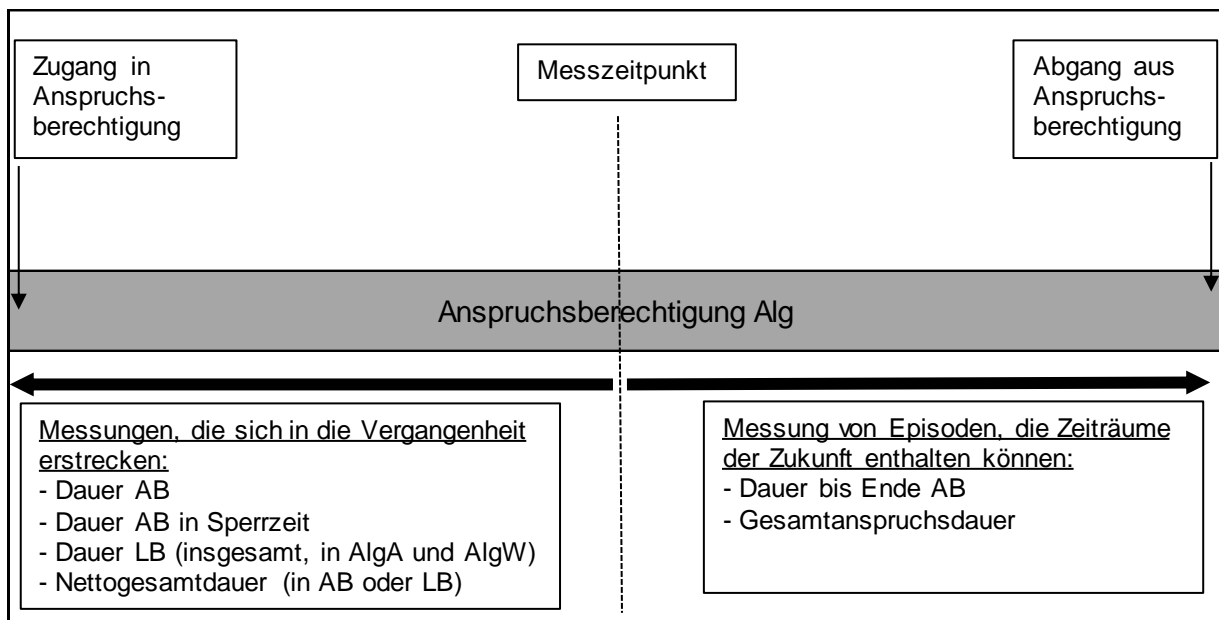 Zugang in
Anspruchs-
berechtigung
Messzeitpunkt
Abgang aus
Anspruchs-
berechtigung
Anspruchsberechtigung Alg
Messungen, die sich in die Vergangenheit
erstrecken:
- Dauer AB
- Dauer AB in Sperrzeit
- Dauer LB (insgesamt, in AlgA und AlgW)
- Nettogesamtdauer (in AB oder LB)
Messung von Episoden, die Zeiträume
der Zukunft enthalten können:
- Dauer bis Ende AB
- Gesamtanspruchsdauer